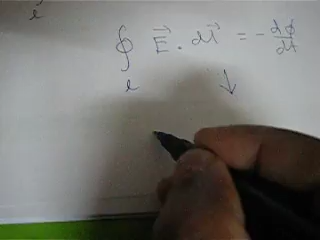 l
∮ E⃗ . dl⃗ = - dΦ/dt
l